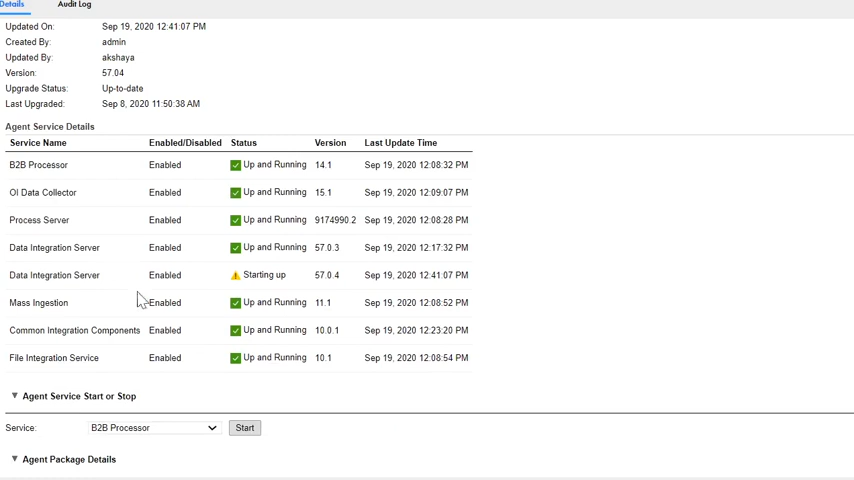 Details Audit Log
Updated On: Sep 19, 2020 12:41:07 PM
Created By: admin
Updated By: akshaya
Version: 57.04
Upgrade Status: Up-to-date
Last Upgraded: Sep 8, 2020 11:50:38 AM
Agent Service Details
Service Name Enabled/Disabled Status Version Last Update Time
B2B Processor Enabled Up and Running 14.1 Sep 19, 2020 12:08:32 PM
OI Data Collector Enabled Up and Running 15.1 Sep 19, 2020 12:09:07 PM
Process Server Enabled Up and Running 9174990.2 Sep 19, 2020 12:08:28 PM
Data Integration Server Enabled Up and Running 57.0.3 Sep 19, 2020 12:17:32 PM
Data Integration Server Enabled Starting up 57.0.4 Sep 19, 2020 12:41:07 PM
Mass Ingestion Enabled Up and Running 11.1 Sep 19, 2020 12:08:52 PM
Common Integration Components Enabled Up and Running 10.0.1 Sep 19, 2020 12:23:20 PM
File Integration Service Enabled Up and Running 10.1 Sep 19, 2020 12:08:54 PM
Agent Service Start or Stop
Service: B2B Processor Start
Agent Package Details